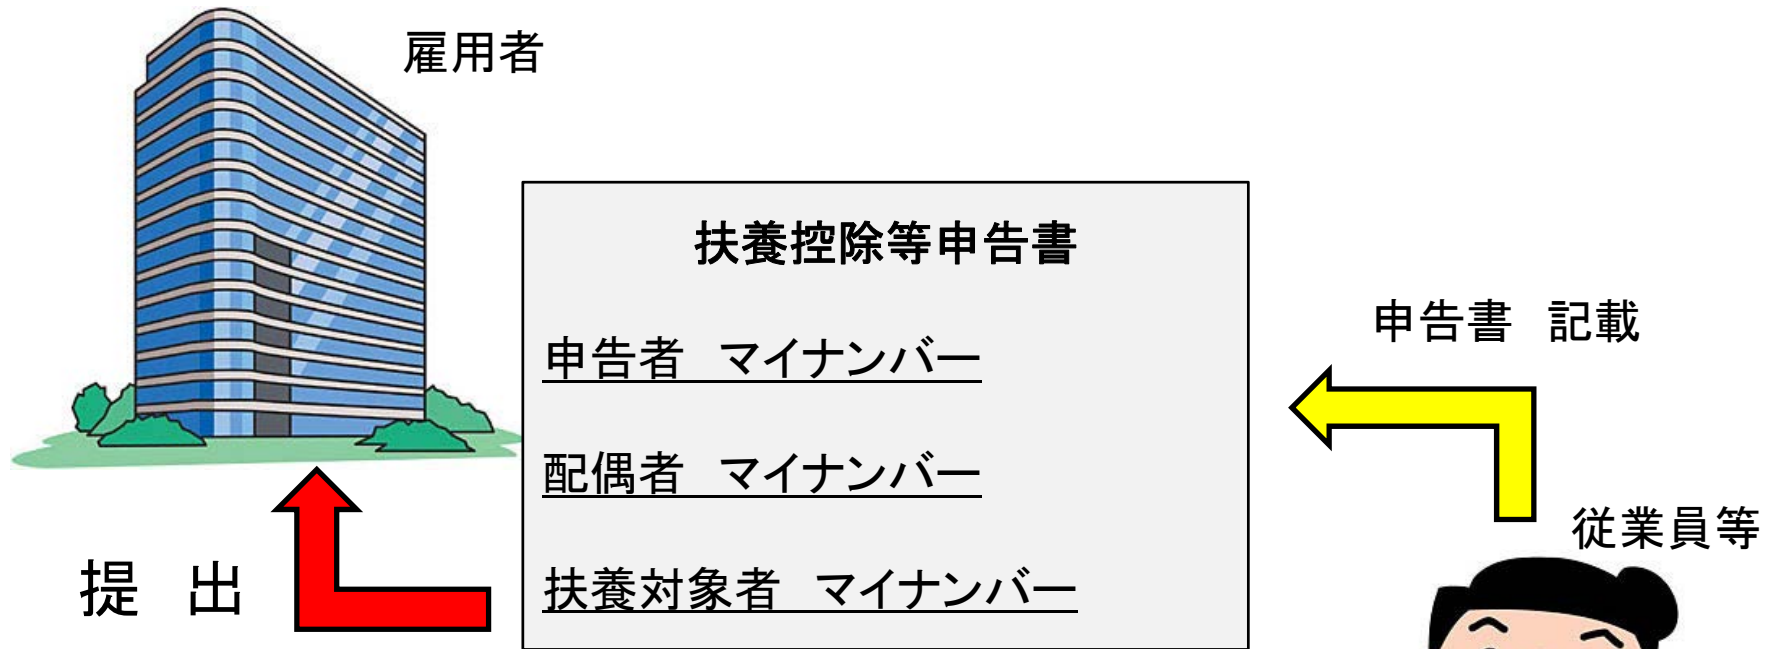 雇用者
扶養控除等申告書
申告者　マイナンバー
配偶者　マイナンバー
扶養対象者　マイナンバー
申告書　記載
従業員等
提　出